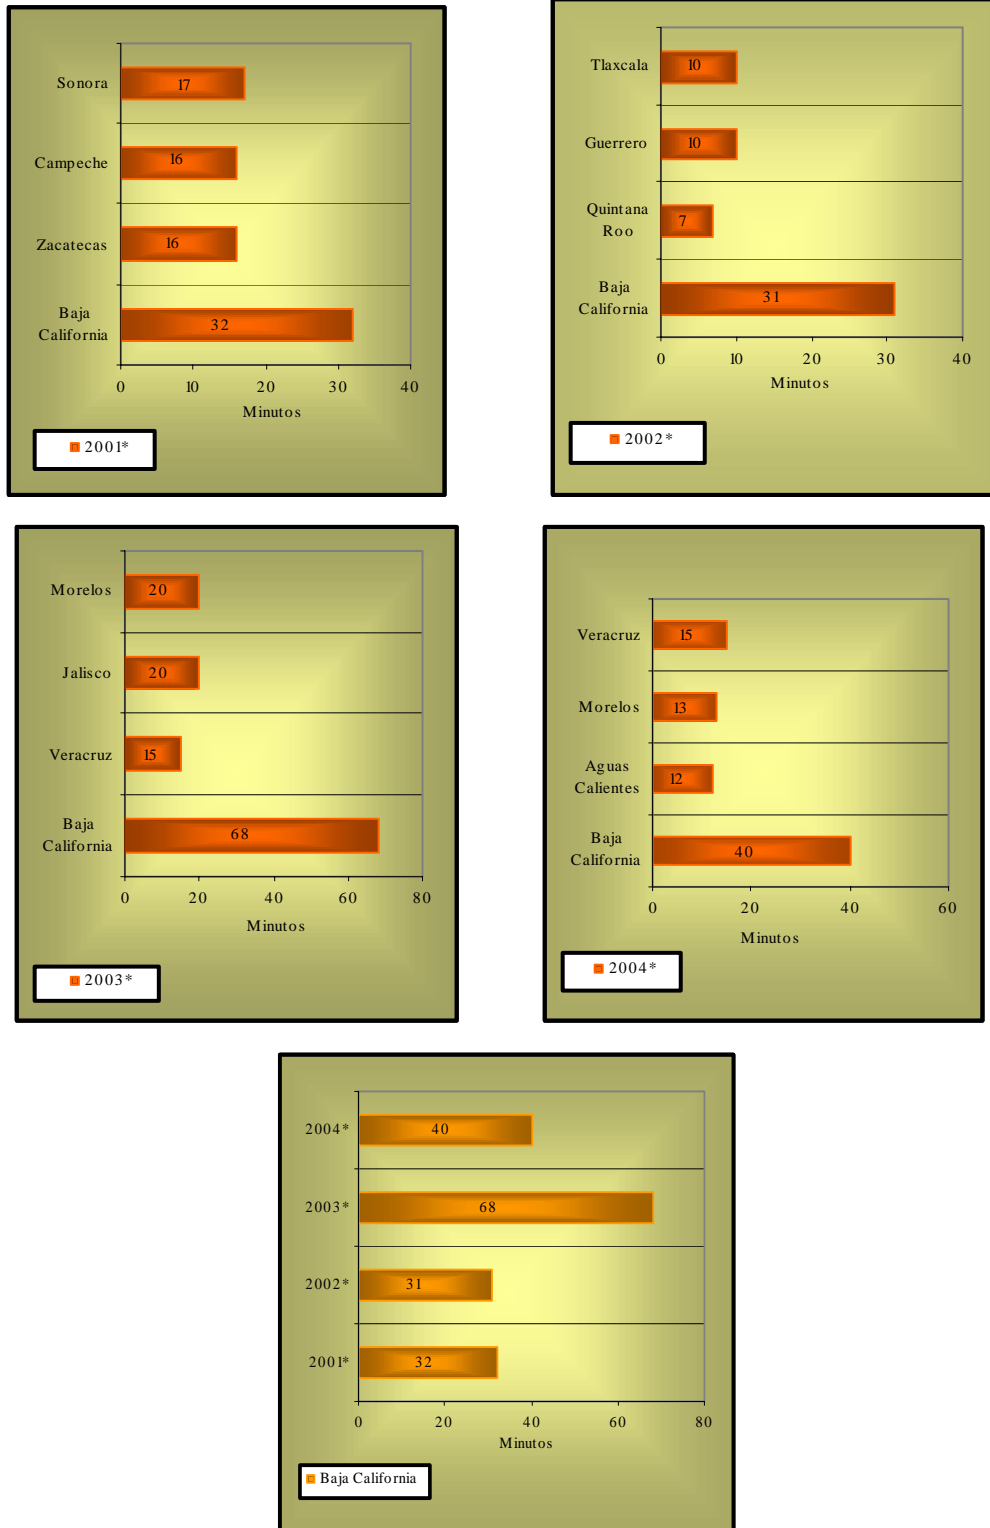 Sonora
17
Campeche
16
Zacatecas
16
Baja
California
32
0 10 20 30 40
Minutos
2001*
Tlaxcala
10
Guerrero
10
Quintana
Roo
7
Baja
California
31
0 10 20 30 40
Minutos
2002*
Morelos
20
Jalisco
20
Veracruz
15
Baja
California
68
0 20 40 60 80
Minutos
2003*
Veracruz
15
Morelos
13
Aguas
Calientes
12
Baja
California
40
0 20 40 60
Minutos
2004*
2004*
40
2003*
68
2002*
31
2001*
32
0 20 40 60 80
Minutos
Baja California